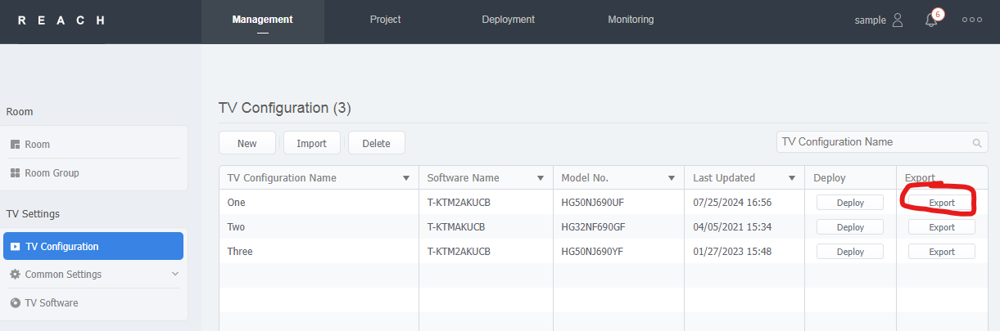 R E A C H Management Project Deployment Monitoring sample 6
Room
Room
Room Group
TV Settings
TV Configuration
Common Settings
TV Software
TV Configuration (3)
New Import Delete TV Configuration Name
TV Configuration Name Software Name Model No. Last Updated Deploy Export
One T-KTM2AKUCB HG50NJ690UF 07/25/2024 16:56 Deploy Export
Two T-KTMAKUCB HG32NF690GF 04/05/2021 15:34 Deploy Export
Three T-KTM2AKUCB HG50NJ690YF 01/27/2023 15:48 Deploy Export